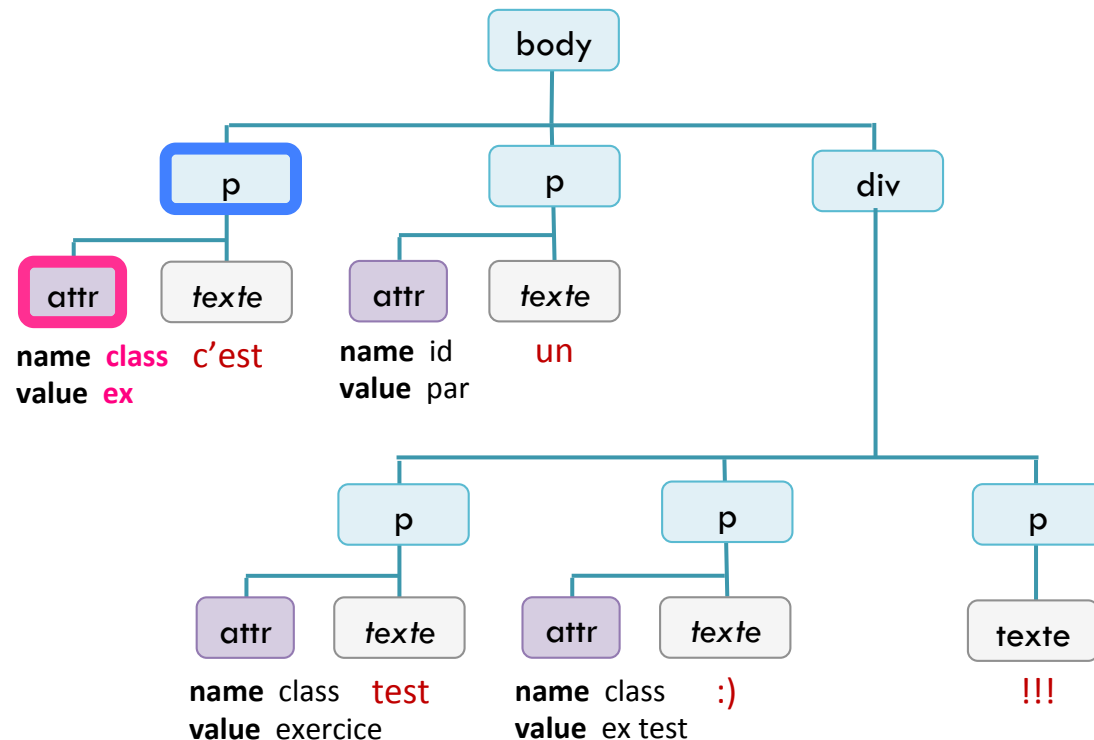 body
p
p
div
attr
texte
attr
texte
name class c’est
value ex
name id un
value par
p
p
p
attr
texte
attr
texte
texte
name class test
value exercice
name class :)
value ex test
!!!